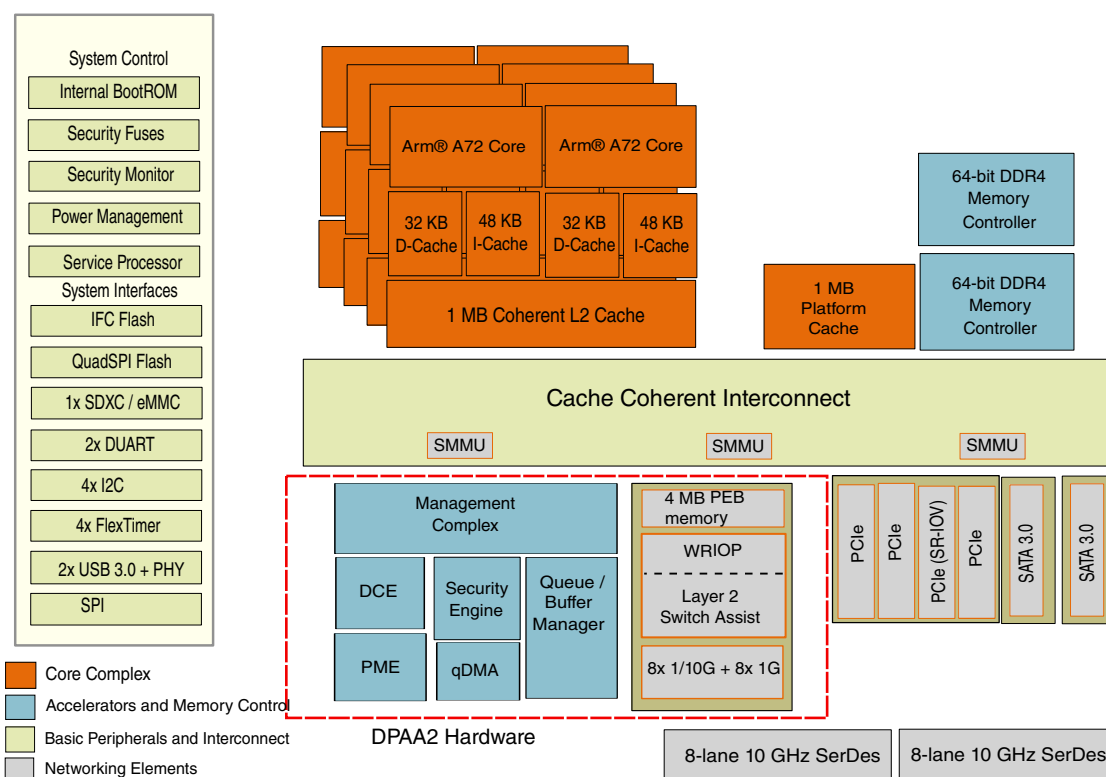 System Control
Internal BootROM
Security Fuses
Security Monitor
Power Management
Service Processor
System Interfaces
IFC Flash
QuadSPI Flash
1x SDXC / eMMC
2x DUART
4x I2C
4x FlexTimer
2x USB 3.0 + PHY
SPI
Core Complex
Accelerators and Memory Control
Basic Peripherals and Interconnect
Networking Elements
Arm® A72 Core
Arm® A72 Core
32 KB
D-Cache
48 KB
I-Cache
32 KB
D-Cache
48 KB
I-Cache
1 MB Coherent L2 Cache
64-bit DDR4
Memory
Controller
1 MB
Platform
Cache
64-bit DDR4
Memory
Controller
Cache Coherent Interconnect
SMMU
SMMU
SMMU
Management
Complex
DCE
Security
Engine
Queue /
Buffer
Manager
PME
qDMA
4 MB PEB
memory
WRIOP
Layer 2
Switch Assist
8x 1/10G + 8x 1G
PCIe
PCIe
PCIe (SR-IOV)
PCIe
SATA 3.0
SATA 3.0
DPAA2 Hardware
8-lane 10 GHz SerDes
8-lane 10 GHz SerDes